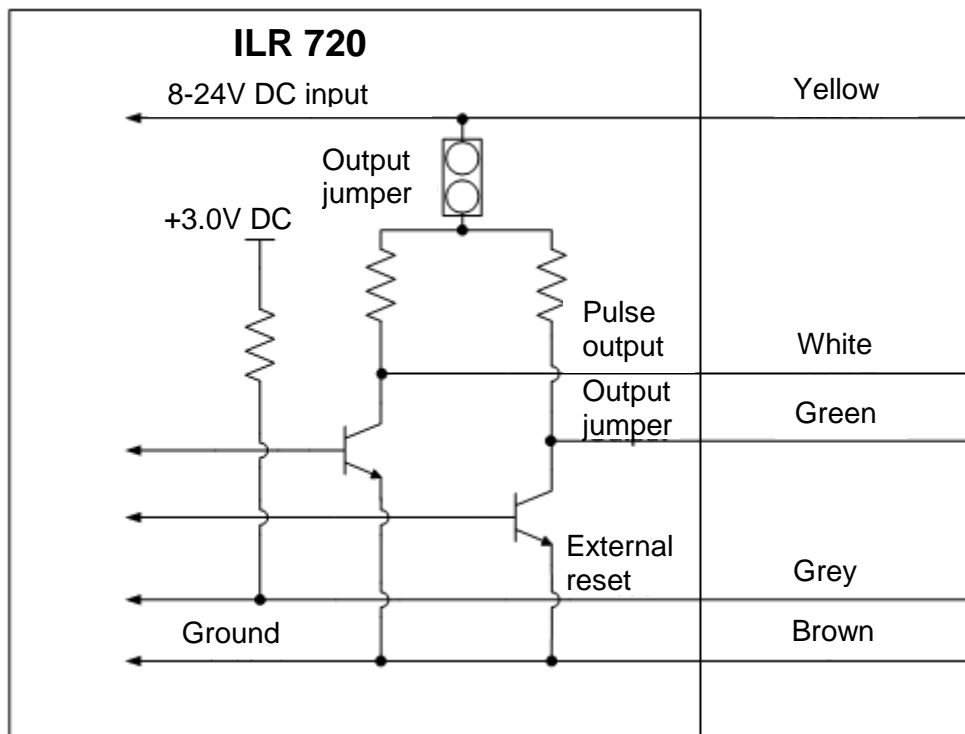 ILR 720
8-24V DC input
Yellow
Output
jumper
+3.0V DC
Pulse
output
White
Output
jumper
Green
External
reset
Grey
Ground
Brown